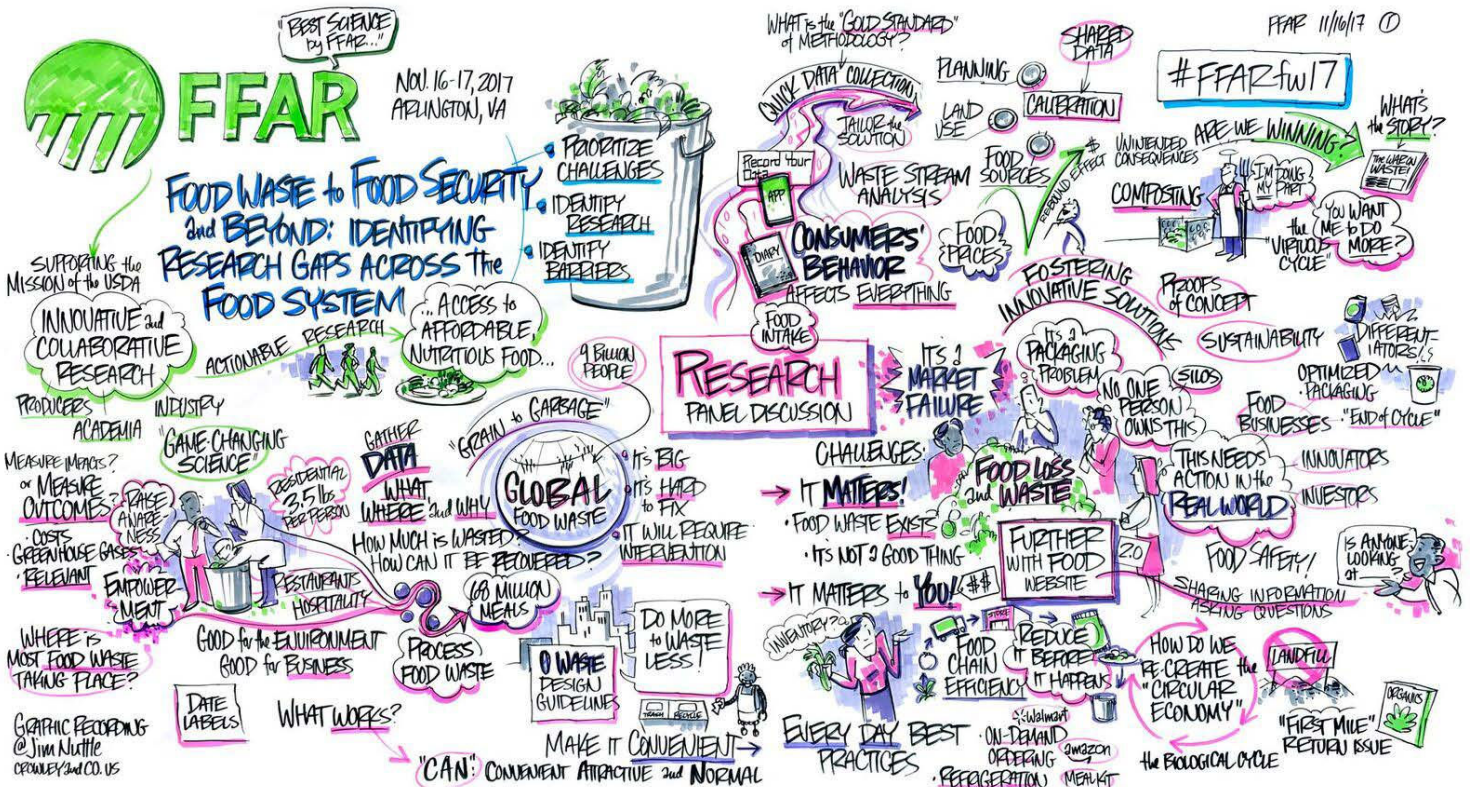 "BEST SCIENCE
by FFAR..."
FFAR
NOV. 16-17, 2017
ARLINGTON, VA
FOOD WASTE to FOOD SECURITY
and BEYOND: IDENTIFYING
RESEARCH GAPS ACROSS the
FOOD SYSTEM
• PRIORITIZE
CHALLENGES
• IDENTIFY
RESEARCH
• IDENTIFY
BARRIERS
SUPPORTING the
MISSION of the USDA
INNOVATIVE and
COLLABORATIVE
RESEARCH
PRODUCERS
INDUSTRY
ACADEMIA
ACTIONABLE RESEARCH
...ACCESS to
AFFORDABLE,
NUTRITIOUS FOOD...
"GAME-CHANGING
SCIENCE"
MEASURE IMPACTS?
or MEASURE
OUTCOMES?
• COSTS
• GREENHOUSE GASES
• RELEVANT
RAISE
AWARE-
NESS
EMPOWER-
MENT
RESIDENTIAL
3.5 lbs
PER PERSON
RESTAURANTS
HOSPITALITY
GATHER
DATA
WHAT,
WHERE and WHY
HOW MUCH is WASTED?
HOW CAN IT BE RECOVERED?
"GRAIN to GARBAGE"
9 BILLION
PEOPLE
GLOBAL
FOOD WASTE
• IT'S BIG
• IT'S HARD
to FIX
• IT WILL REQUIRE
INTERVENTION
68 MILLION
MEALS
PROCESS
FOOD WASTE
GOOD for the ENVIRONMENT
GOOD for BUSINESS
WHERE is
MOST FOOD WASTE
TAKING PLACE?
DATE
LABELS
WHAT WORKS?
GRAPHIC RECORDING
@Jim Nuttle
CROWLEY and CO. US
0 WASTE
DESIGN
GUIDELINES
DO MORE
to WASTE
LESS!
TRASH
RECYCLE
MAKE IT CONVENIENT
"CAN": CONVENIENT ATTRACTIVE and NORMAL
WHAT is the "GOLD STANDARD"
of METHODOLOGY?
QUICK DATA COLLECTION
TAILOR the
SOLUTION
Record Your
Data
APP
DIARY
WASTE STREAM
ANALYSIS
CONSUMERS'
BEHAVIOR
AFFECTS EVERYTHING
FOOD
INTAKE
PLANNING
LAND
USE
FOOD
SOURCES
SHARED
DATA
CALIBRATION
FOOD
PRICES
$
REBOUND EFFECT
RESEARCH
PANEL DISCUSSION
FFAR 11/16/17 1
#FFARfw17
UNINTENDED
CONSEQUENCES
ARE WE WINNING?
WHAT'S
the STORY?
THE WAR ON
WASTE!
COMPOSTING
I'M DOING
MY PART
YOU WANT
ME to DO
MORE?
the
"VIRTUOUS
CYCLE"
FOSTERING
INNOVATIVE SOLUTIONS
PROOFS
of CONCEPT
SUSTAINABILITY
DIFFERENT-
IATORS!
OPTIMIZED
PACKAGING
"END of CYCLE"
SILOS
FOOD
BUSINESSES
INNOVATORS
INVESTORS
IT'S a
MARKET
FAILURE
IT'S a
PACKAGING
PROBLEM
NO ONE
PERSON
OWNS THIS
THIS NEEDS
ACTION IN the
REAL WORLD
FOOD LOSS
and WASTE
CHALLENGES:
IT MATTERS!
• FOOD WASTE EXISTS
• IT'S NOT a GOOD THING
IT MATTERS to YOU!
$$
FURTHER
WITH FOOD
WEBSITE
2.0
FOOD SAFETY!
SHARING INFORMATION
ASKING QUESTIONS
IS ANYONE
LOOKING
at ?
INVENTORY?
STORE
FOOD
CHAIN
EFFICIENCY
REDUCE
IT BEFORE
IT HAPPENS
EVERY DAY BEST
PRACTICES
Walmart
• ON-DEMAND
ORDERING
amazon
• REFRIGERATION
MEALKIT
HOW DO WE
RE-CREATE the
"CIRCULAR
ECONOMY"
the BIOLOGICAL CYCLE
LANDFILL
"FIRST MILE"
RETURN ISSUE
ORGANICS